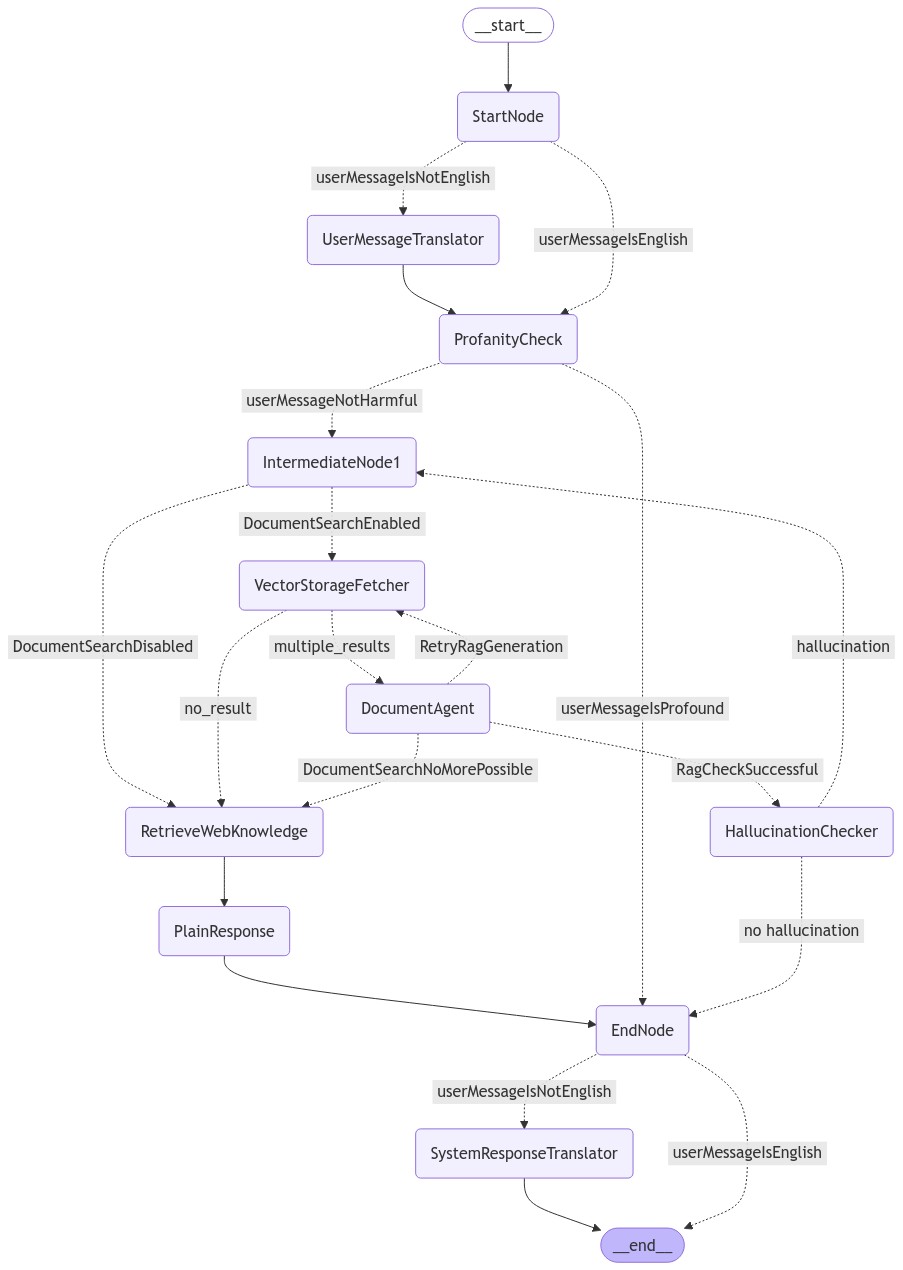 __start__
StartNode
userMessageIsNotEnglish
UserMessageTranslator
userMessageIsEnglish
ProfanityCheck
userMessageNotHarmful
IntermediateNode1
DocumentSearchEnabled
VectorStorageFetcher
DocumentSearchDisabled
multiple_results
RetryRagGeneration
hallucination
no_result
DocumentAgent
userMessageIsProfound
DocumentSearchNoMorePossible
RagCheckSuccessful
RetrieveWebKnowledge
HallucinationChecker
PlainResponse
no hallucination
EndNode
userMessageIsNotEnglish
SystemResponseTranslator
userMessageIsEnglish
__end__